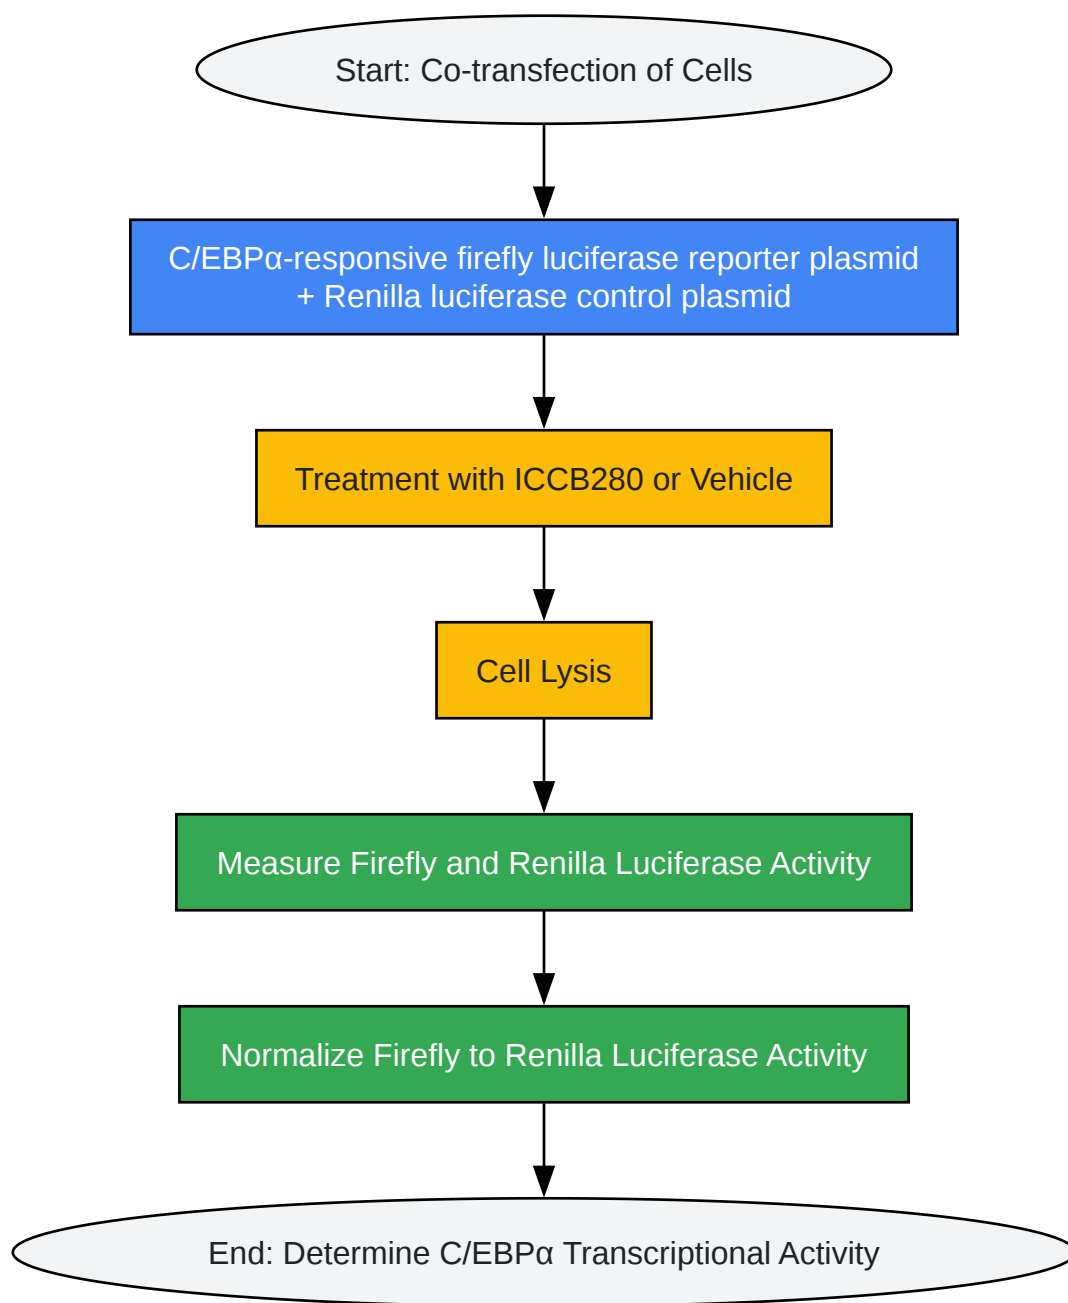 Start: Co-transfection of Cells
C/EBPα-responsive firefly luciferase reporter plasmid
+ Renilla luciferase control plasmid
Treatment with ICCB280 or Vehicle
Cell Lysis
Measure Firefly and Renilla Luciferase Activity
Normalize Firefly to Renilla Luciferase Activity
End: Determine C/EBPα Transcriptional Activity